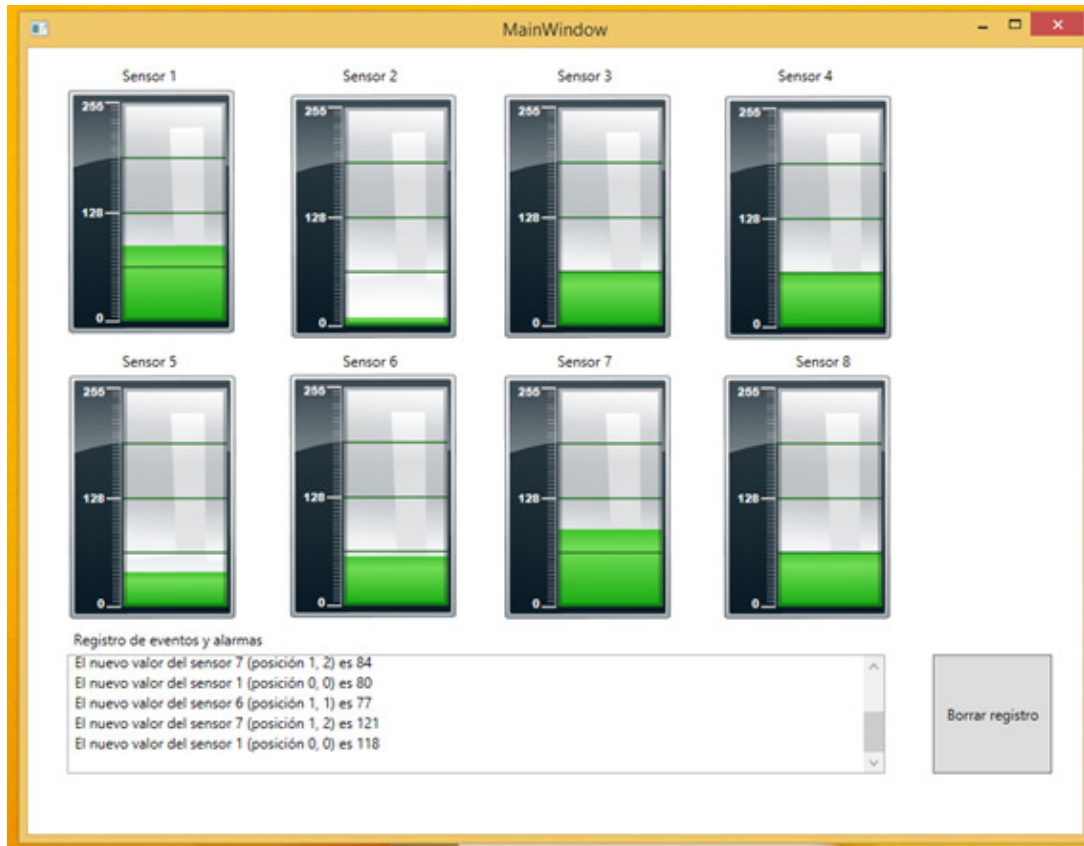 MainWindow
Sensor 1 Sensor 2 Sensor 3 Sensor 4
255 255 255 255
128 128 128 128
0 0 0 0
Sensor 5 Sensor 6 Sensor 7 Sensor 8
255 255 255 255
128 128 128 128
0 0 0 0
Registro de eventos y alarmas
El nuevo valor del sensor 7 (posición 1, 2) es 84
El nuevo valor del sensor 1 (posición 0, 0) es 80
El nuevo valor del sensor 6 (posición 1, 1) es 77
El nuevo valor del sensor 7 (posición 1, 2) es 121
El nuevo valor del sensor 1 (posición 0, 0) es 118
Borrar registro